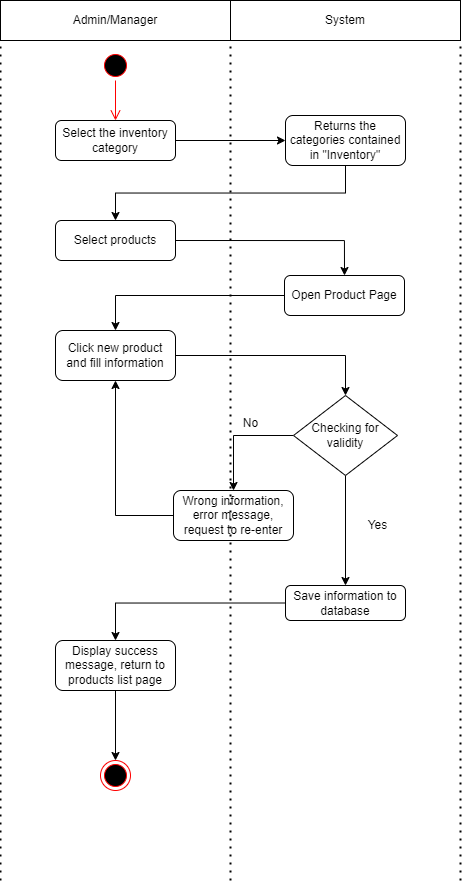 Admin/Manager
System
Select the inventory
category
Returns the
categories contained
in "Inventory"
Select products
Open Product Page
Click new product
and fill information
Checking for
validity
No
Wrong information,
error message,
request to re-enter
Yes
Save information to
database
Display success
message, return to
products list page